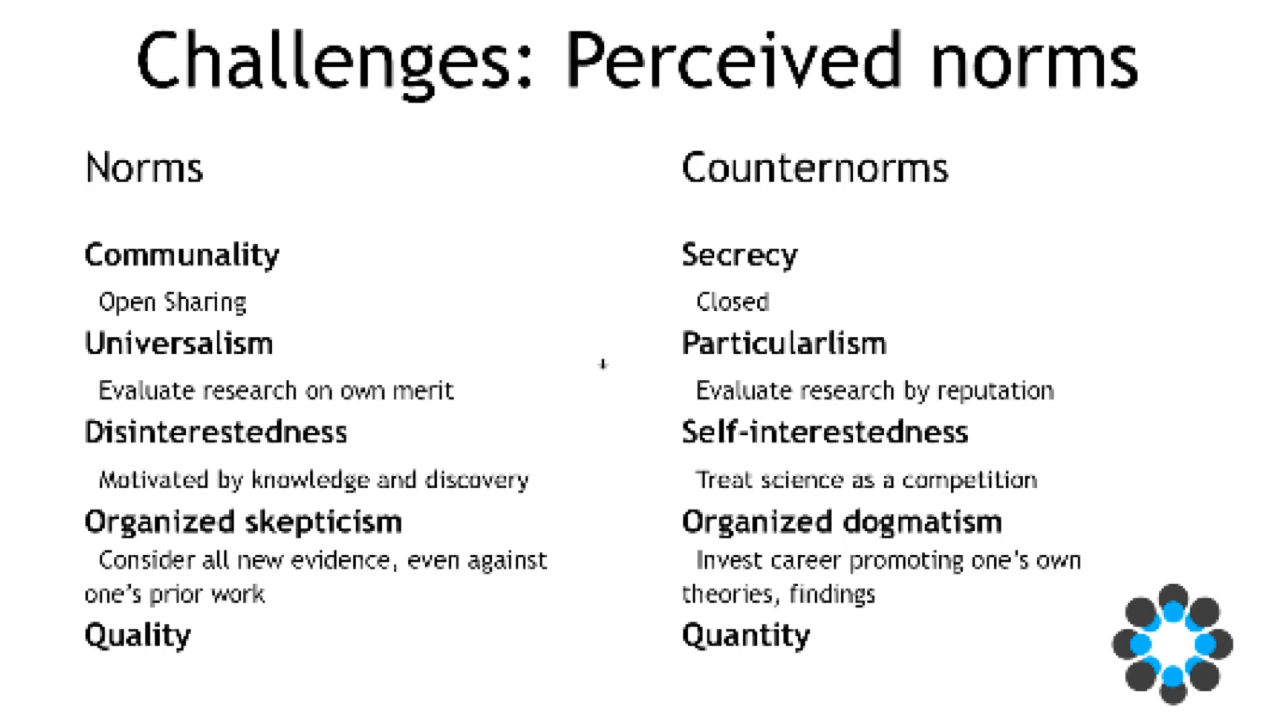 Challenges: Perceived norms
Norms
Communality
Open Sharing
Universalism
Evaluate research on own merit
Disinterestedness
Motivated by knowledge and discovery
Organized skepticism
Consider all new evidence, even against
one's prior work
Quality
Counternorms
Secrecy
Closed
Particularlism
Evaluate research by reputation
Self-interestedness
Treat science as a competition
Organized dogmatism
Invest career promoting one's own
theories, findings
Quantity